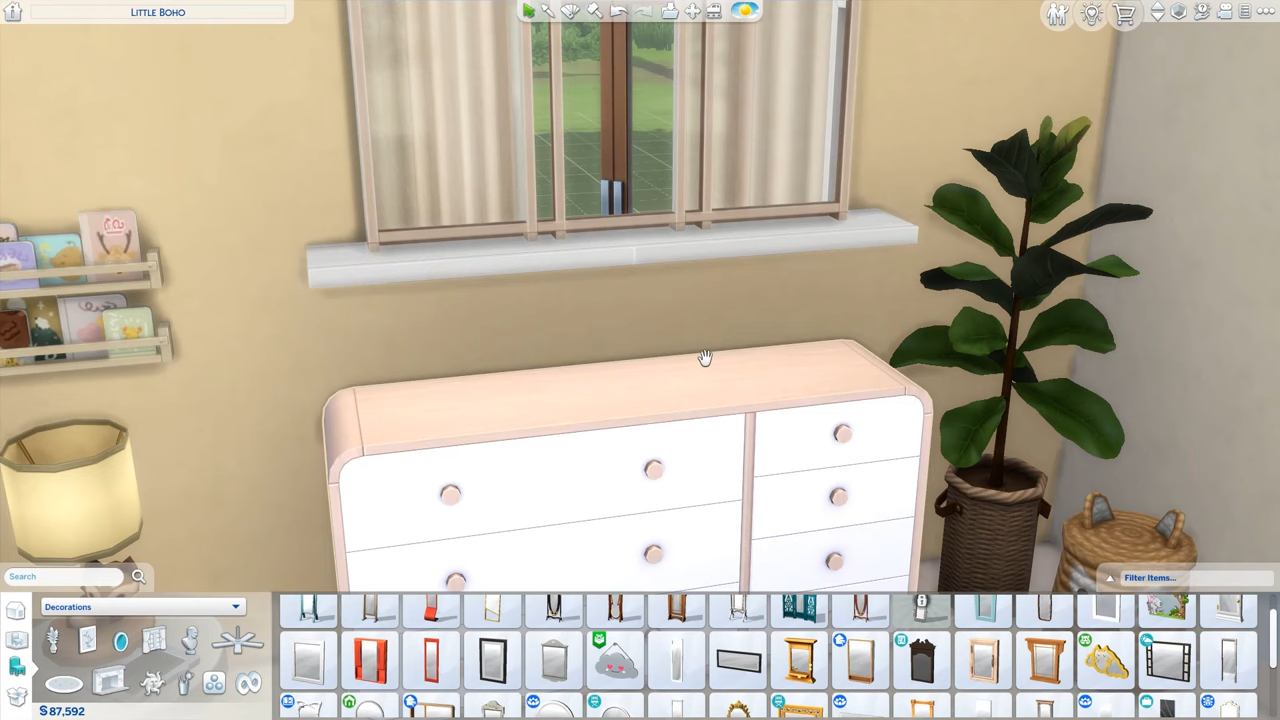 LITTLE BOHO
Search
Filter Items...
Decorations
§87,592